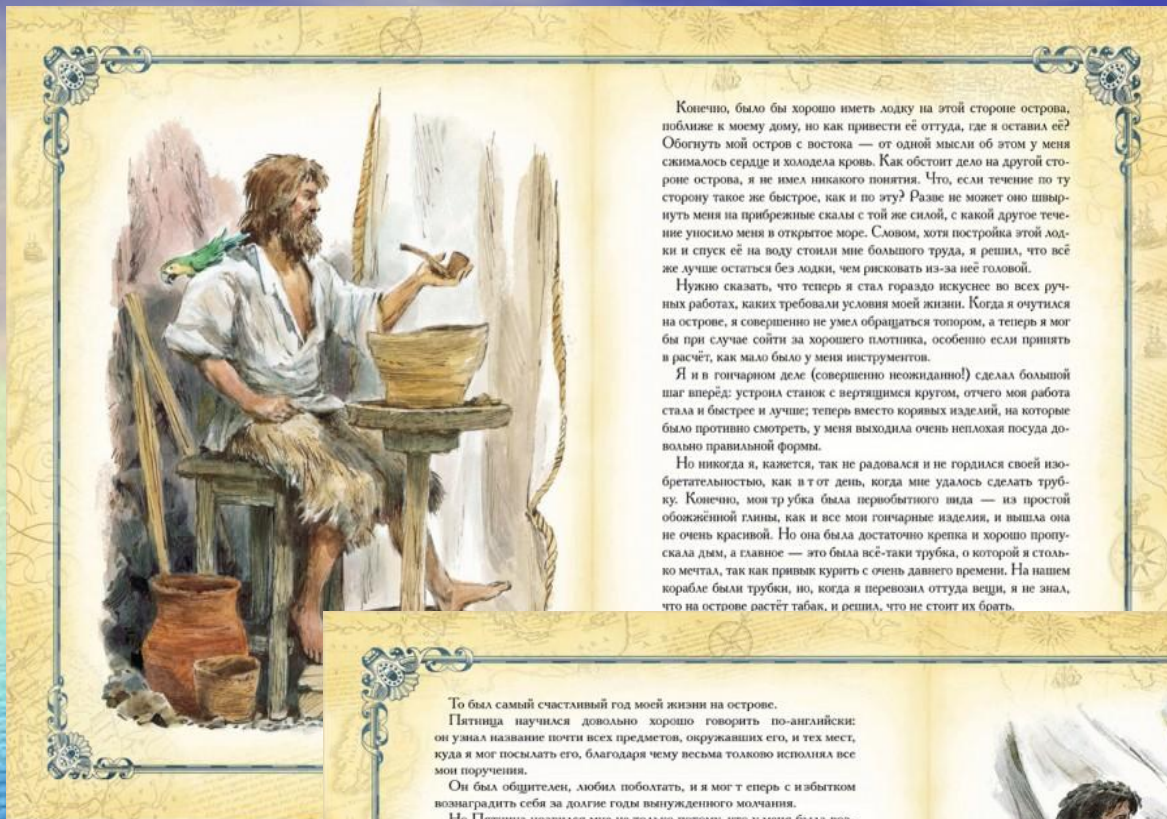 Конечно, было бы хорошо иметь лодку на этой стороне острова,
поближе к моему дому, но как привести её оттуда, где я оставил её?
Обогнуть мой остров с востока — от одной мысли об этом у меня
сжималось сердце и холодела кровь. Как обстоит дело на другой сто-
роне острова, я не имел никакого понятия. Что, если течение по ту
сторону такое же быстрое, как и по эту? Разве не может оно швыр-
нуть меня на прибрежные скалы с той же силой, с какой другое тече-
ние уносило меня в открытое море. Словом, хотя постройка этой лод-
ки и спуск её на воду стоили мне большого труда, я решил, что всё
же лучше остаться без лодки, чем рисковать из-за неё головой.
Нужно сказать, что теперь я стал гораздо искуснее во всех руч-
ных работах, каких требовали условия моей жизни. Когда я очутился
на острове, я совершенно не умел обращаться топором, а теперь я мог
бы при случае сойти за хорошего плотника, особенно если принять
в расчёт, как мало было у меня инструментов.
Я и в гончарном деле (совершенно неожиданно!) сделал большой
шаг вперёд: устроил станок с вертящимся кругом, отчего моя работа
стала и быстрее и лучше; теперь вместо корявых изделий, на которые
было противно смотреть, у меня выходила очень неплохая посуда до-
вольно правильной формы.
Но никогда я, кажется, так не радовался и не гордился своей изо-
бретательностью, как в тот день, когда мне удалось сделать труб-
ку. Конечно, моя тр убка была первобытного вида — из простой
обожжённой глины, как и все мои гончарные изделия, и вышла она
не очень красивой. Но она была достаточно крепка и хорошо пропу-
скала дым, а главное — это была всё-таки трубка, о которой я столь-
ко мечтал, так как привык курить с очень давнего времени. На нашем
корабле были трубки, но, когда я перевозил оттуда вещи, я не знал,
что на острове растёт табак, и решил, что не стоит их брать.
То был самый счастливый год моей жизни на острове.
Пятница научился довольно хорошо говорить по-английски:
он узнал название почти всех предметов, окружавших его, и тех мест,
куда я мог посылать его, благодаря чему весьма толково исполнял все
мои поручения.
Он был общителен, любил поболтать, и я мог т еперь с избытком
вознаградить себя за долгие годы вынужденного молчания.